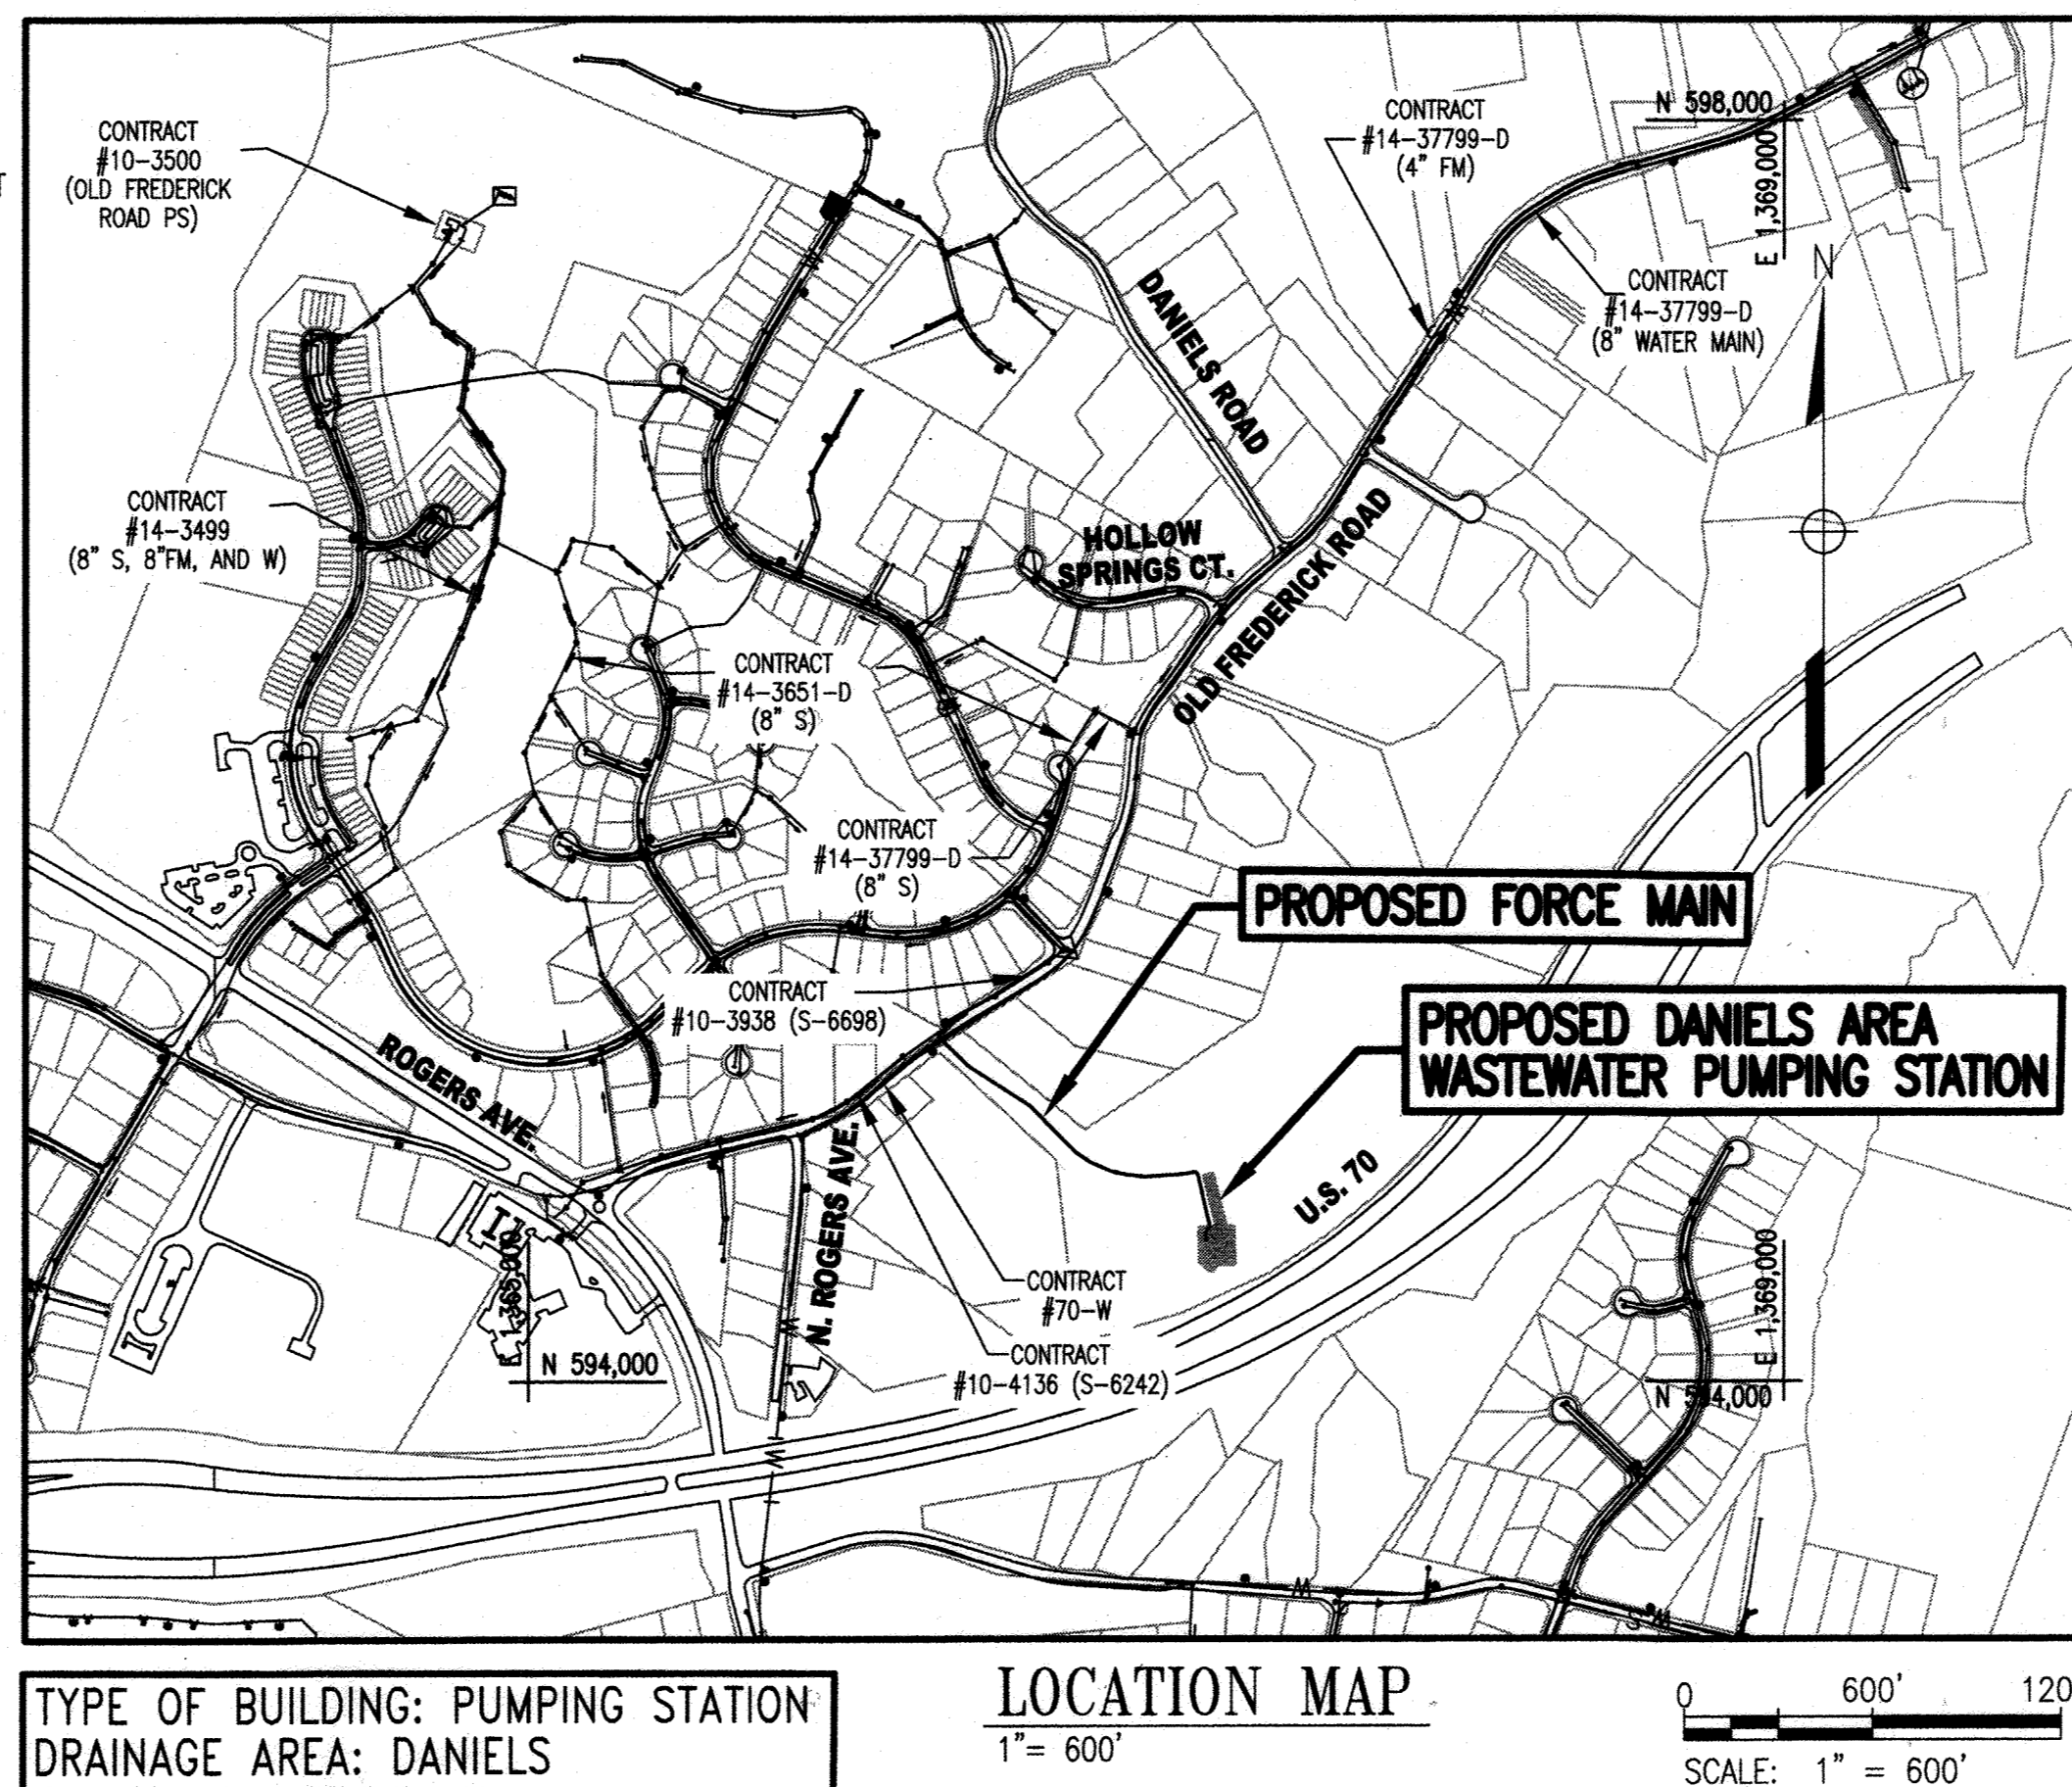 CONTRACT
#10-3500
(OLD FREDERICK
ROAD PS)
CONTRACT
#14-37799-D
(4" FM)
N 598,000
E 1,369,000
N
CONTRACT
#14-37799-D
(8" WATER MAIN)
DANIELS ROAD
CONTRACT
#14-3499
(8" S, 8"FM, AND W)
HOLLOW
SPRINGS CT.
OLD FREDERICK ROAD
CONTRACT
#14-3651-D
(8" S)
CONTRACT
#14-37799-D
(8" S)
PROPOSED FORCE MAIN
CONTRACT
#10-3938 (S-6698)
PROPOSED DANIELS AREA
WASTEWATER PUMPING STATION
ROGERS AVE.
N. ROGERS AVE.
U.S. 70
CONTRACT
#70-W
CONTRACT
#10-4136 (S-6242)
N 594,000
E 1,369,000
N 594,000
W
W
W
W
S
TYPE OF BUILDING: PUMPING STATION
DRAINAGE AREA: DANIELS
LOCATION MAP
1"= 600'
0 600' 120
SCALE: 1" = 600'